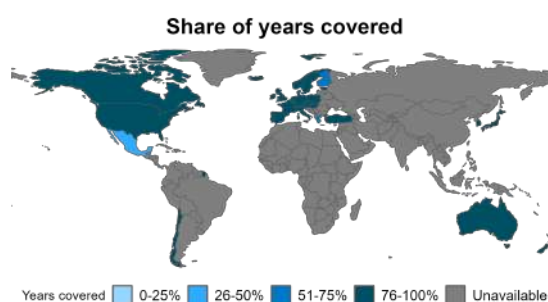 Share of years covered
Years covered 0-25% 26-50% 51-75% 76-100% Unavailable